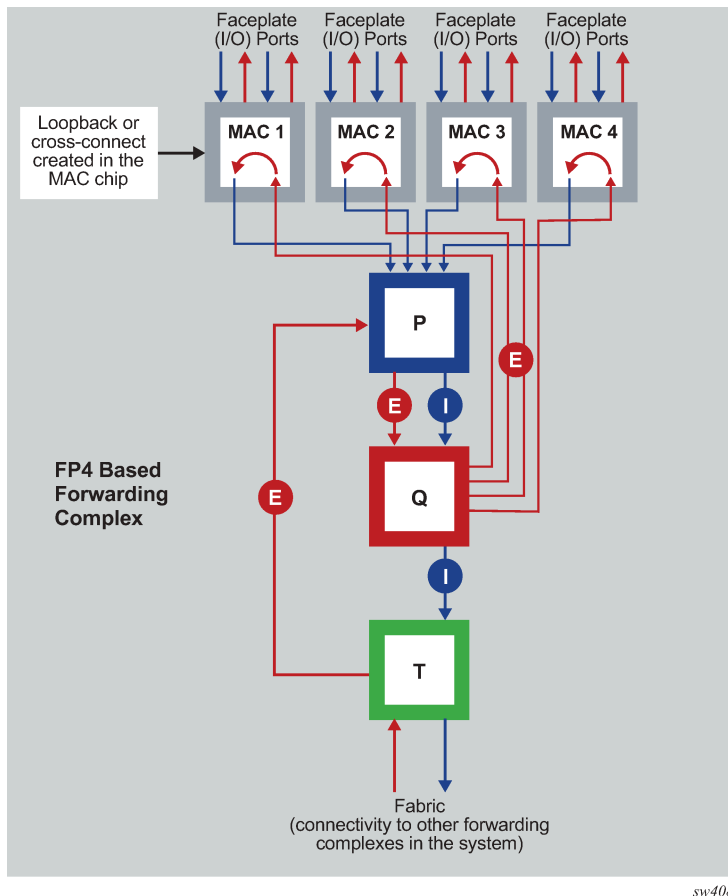 Faceplate
(I/O) Ports
Faceplate
(I/O) Ports
Faceplate
(I/O) Ports
Faceplate
(I/O) Ports
Loopback or
cross-connect
created in the
MAC chip
MAC 1
MAC 2
MAC 3
MAC 4
P
E
E
I
FP4 Based
Forwarding
Complex
E
Q
I
T
Fabric
(connectivity to other forwarding
complexes in the system)